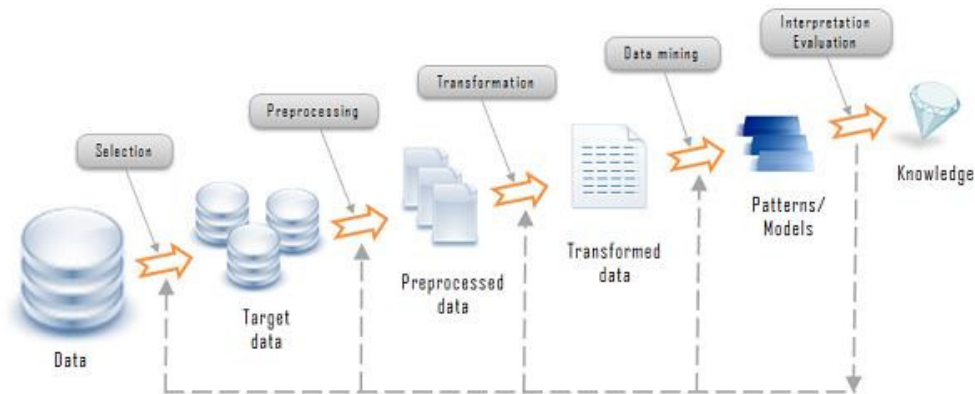 Interpretation
Evaluation
Data mining
Transformation
Preprocessing
Selection
Knowledge
Patterns/
Models
Transformed
data
Preprocessed
data
Target
data
Data